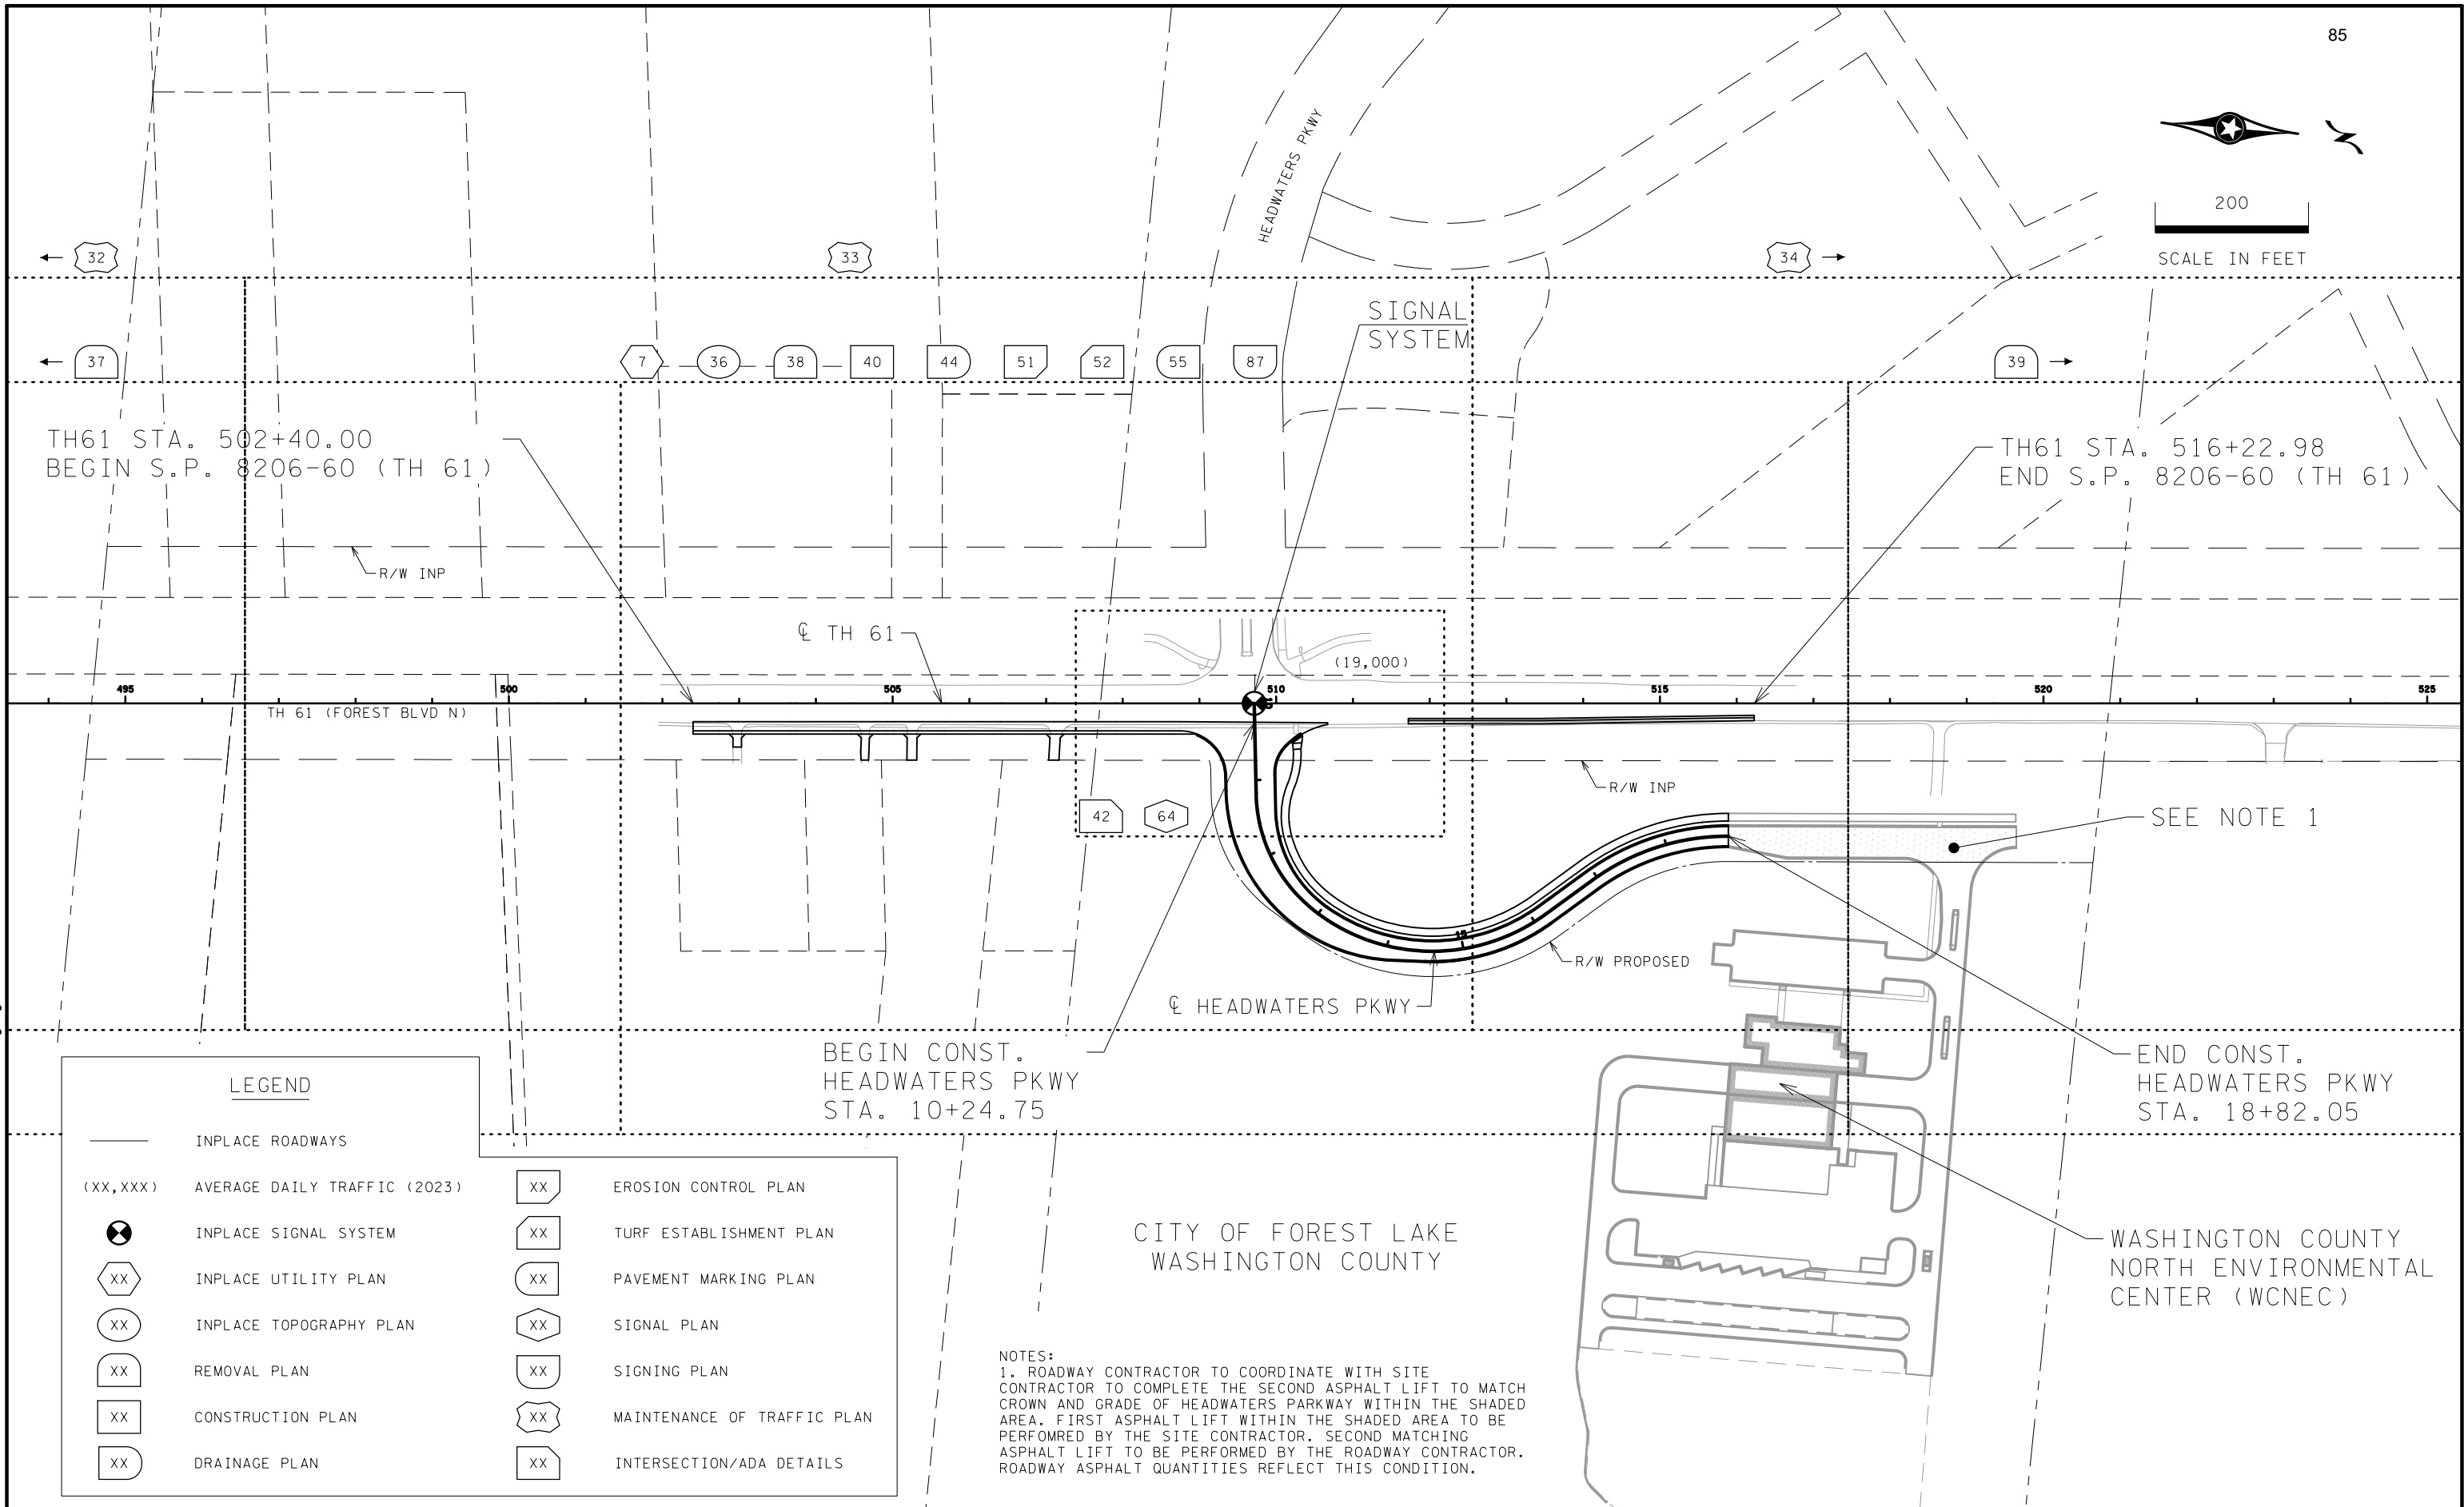 85
HEADWATERS PKWY
200
SCALE IN FEET
32
33
34
SIGNAL
SYSTEM
37
7
36
38
40
44
51
52
55
87
39
TH61 STA. 502+40.00
BEGIN S.P. 8206-60 (TH 61)
TH61 STA. 516+22.98
END S.P. 8206-60 (TH 61)
R/W INP
℄ TH 61
(19,000)
495
500
505
510
515
520
525
TH 61 (FOREST BLVD N)
R/W INP
42
64
SEE NOTE 1
15
R/W PROPOSED
℄ HEADWATERS PKWY
BEGIN CONST.
HEADWATERS PKWY
STA. 10+24.75
END CONST.
HEADWATERS PKWY
STA. 18+82.05
WASHINGTON COUNTY
NORTH ENVIRONMENTAL
CENTER (WCNEC)
CITY OF FOREST LAKE
WASHINGTON COUNTY
LEGEND
INPLACE ROADWAYS
(XX,XXX) AVERAGE DAILY TRAFFIC (2023)
INPLACE SIGNAL SYSTEM
XX INPLACE UTILITY PLAN
XX INPLACE TOPOGRAPHY PLAN
XX REMOVAL PLAN
XX CONSTRUCTION PLAN
XX DRAINAGE PLAN
XX EROSION CONTROL PLAN
XX TURF ESTABLISHMENT PLAN
XX PAVEMENT MARKING PLAN
XX SIGNAL PLAN
XX SIGNING PLAN
XX MAINTENANCE OF TRAFFIC PLAN
XX INTERSECTION/ADA DETAILS
NOTES:
1. ROADWAY CONTRACTOR TO COORDINATE WITH SITE
CONTRACTOR TO COMPLETE THE SECOND ASPHALT LIFT TO MATCH
CROWN AND GRADE OF HEADWATERS PARKWAY WITHIN THE SHADED
AREA. FIRST ASPHALT LIFT WITHIN THE SHADED AREA TO BE
PERFOMRED BY THE SITE CONTRACTOR. SECOND MATCHING
ASPHALT LIFT TO BE PERFORMED BY THE ROADWAY CONTRACTOR.
ROADWAY ASPHALT QUANTITIES REFLECT THIS CONDITION.